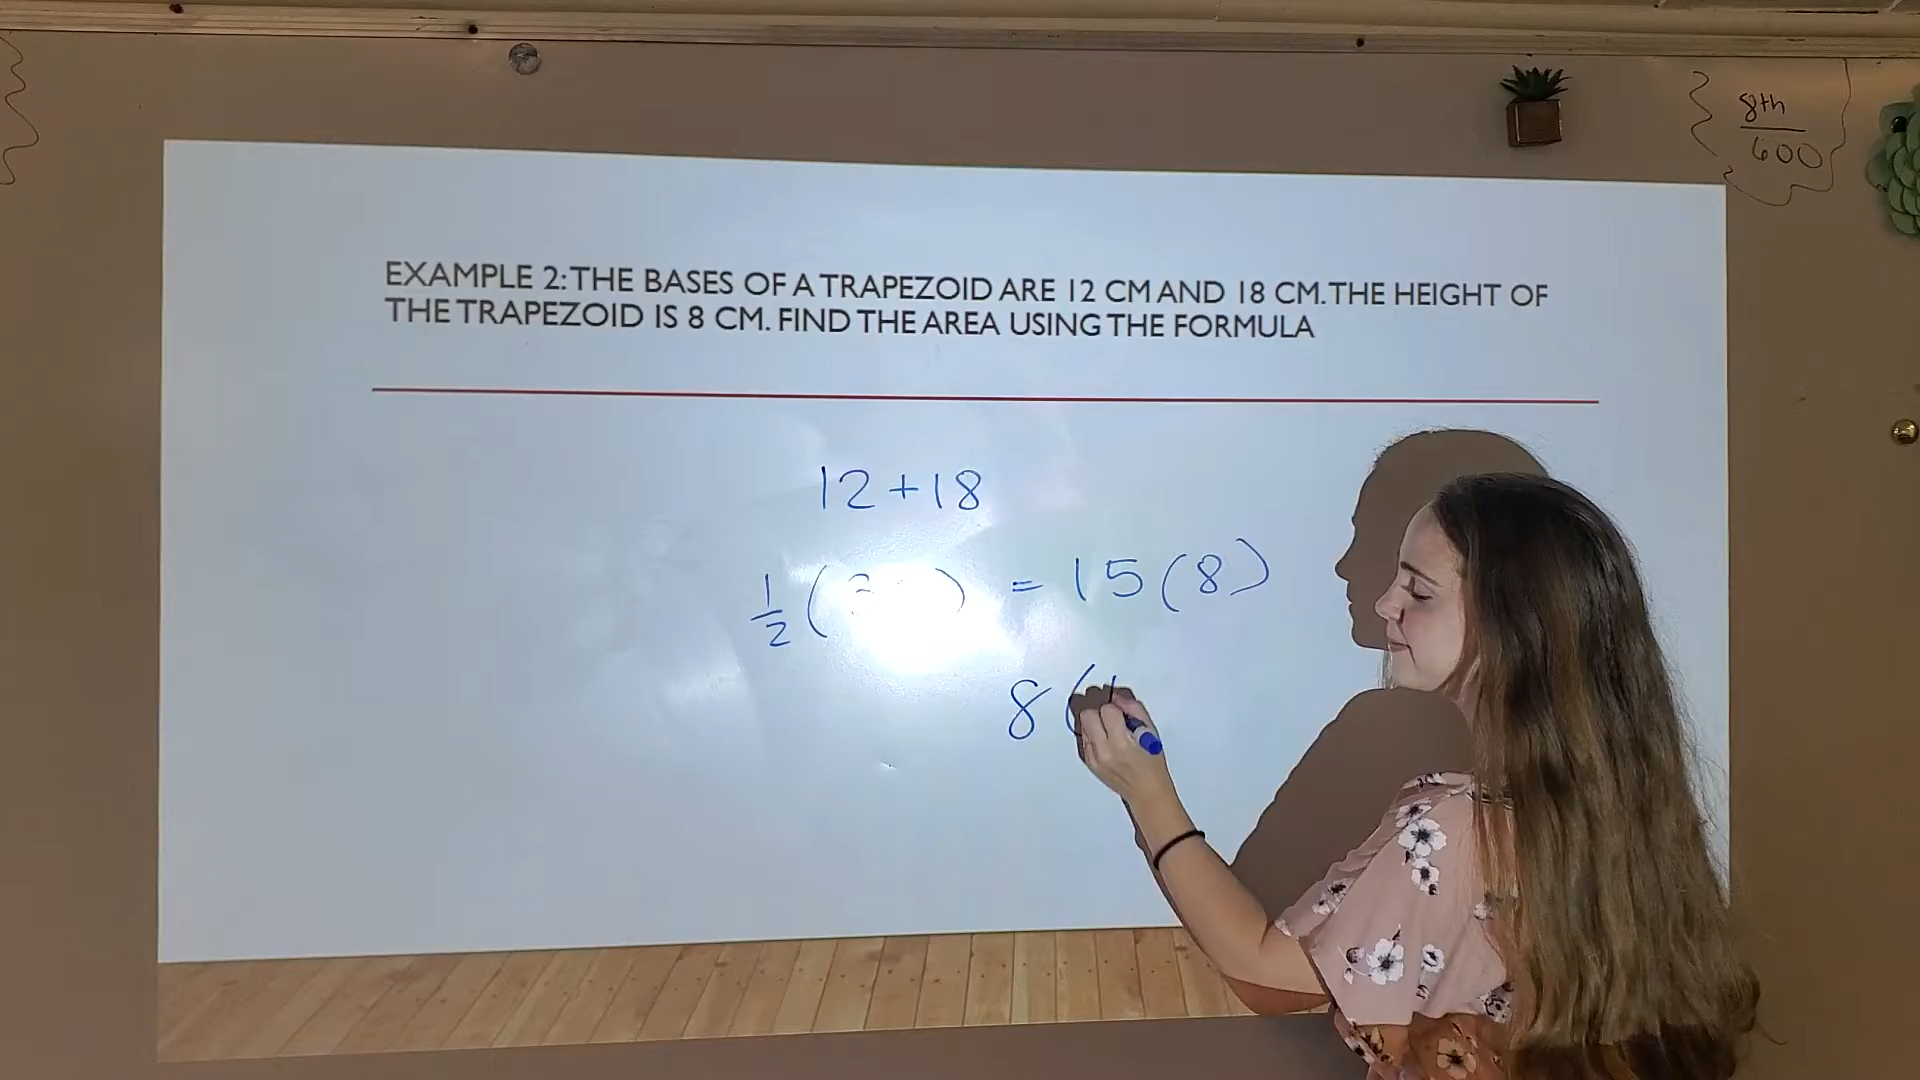 8th
600
EXAMPLE 2: THE BASES OF A TRAPEZOID ARE 12 CM AND 18 CM. THE HEIGHT OF
THE TRAPEZOID IS 8 CM. FIND THE AREA USING THE FORMULA
12+18
1/2 ( ) = 15(8)
8(1